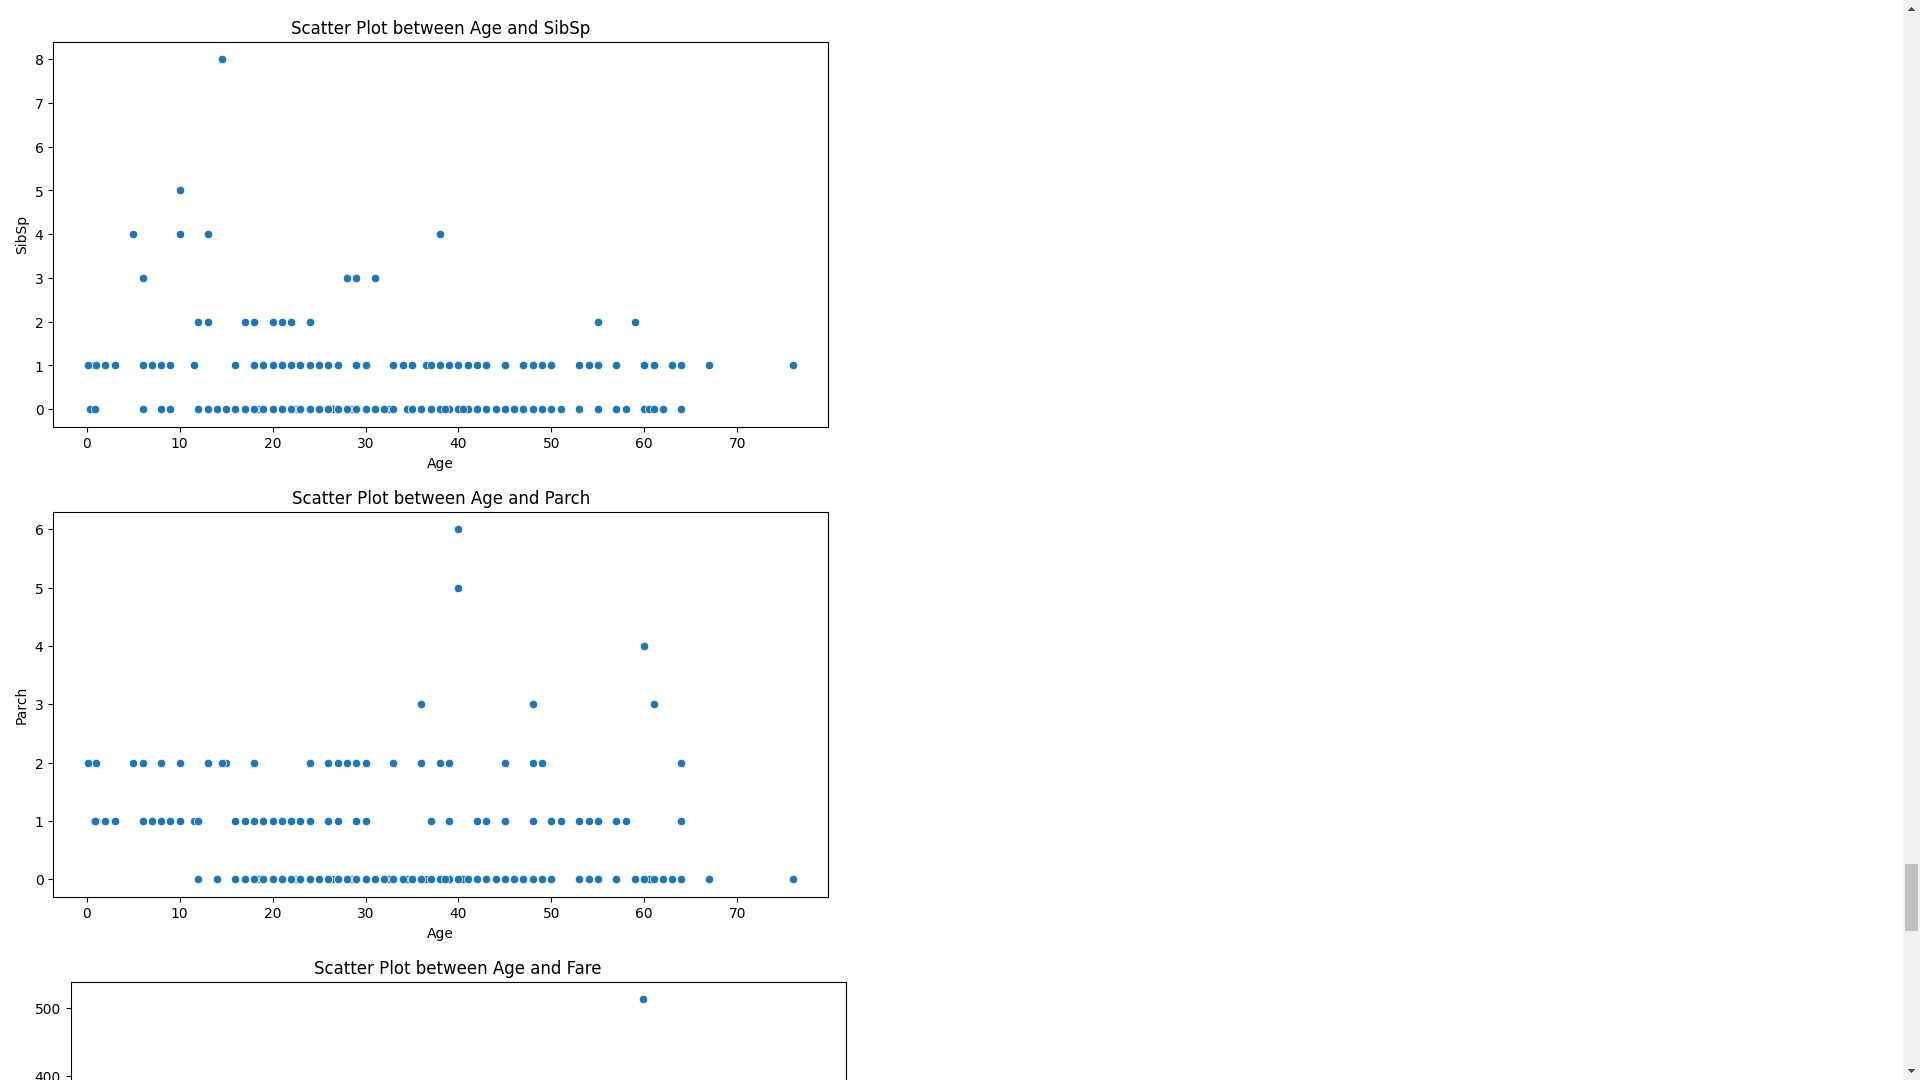 Scatter Plot between Age and SibSp
8
7
6
5
4
3
2
1
0
SibSp
0 10 20 30 40 50 60 70
Age
Scatter Plot between Age and Parch
6
5
4
3
2
1
0
Parch
0 10 20 30 40 50 60 70
Age
Scatter Plot between Age and Fare
500
400